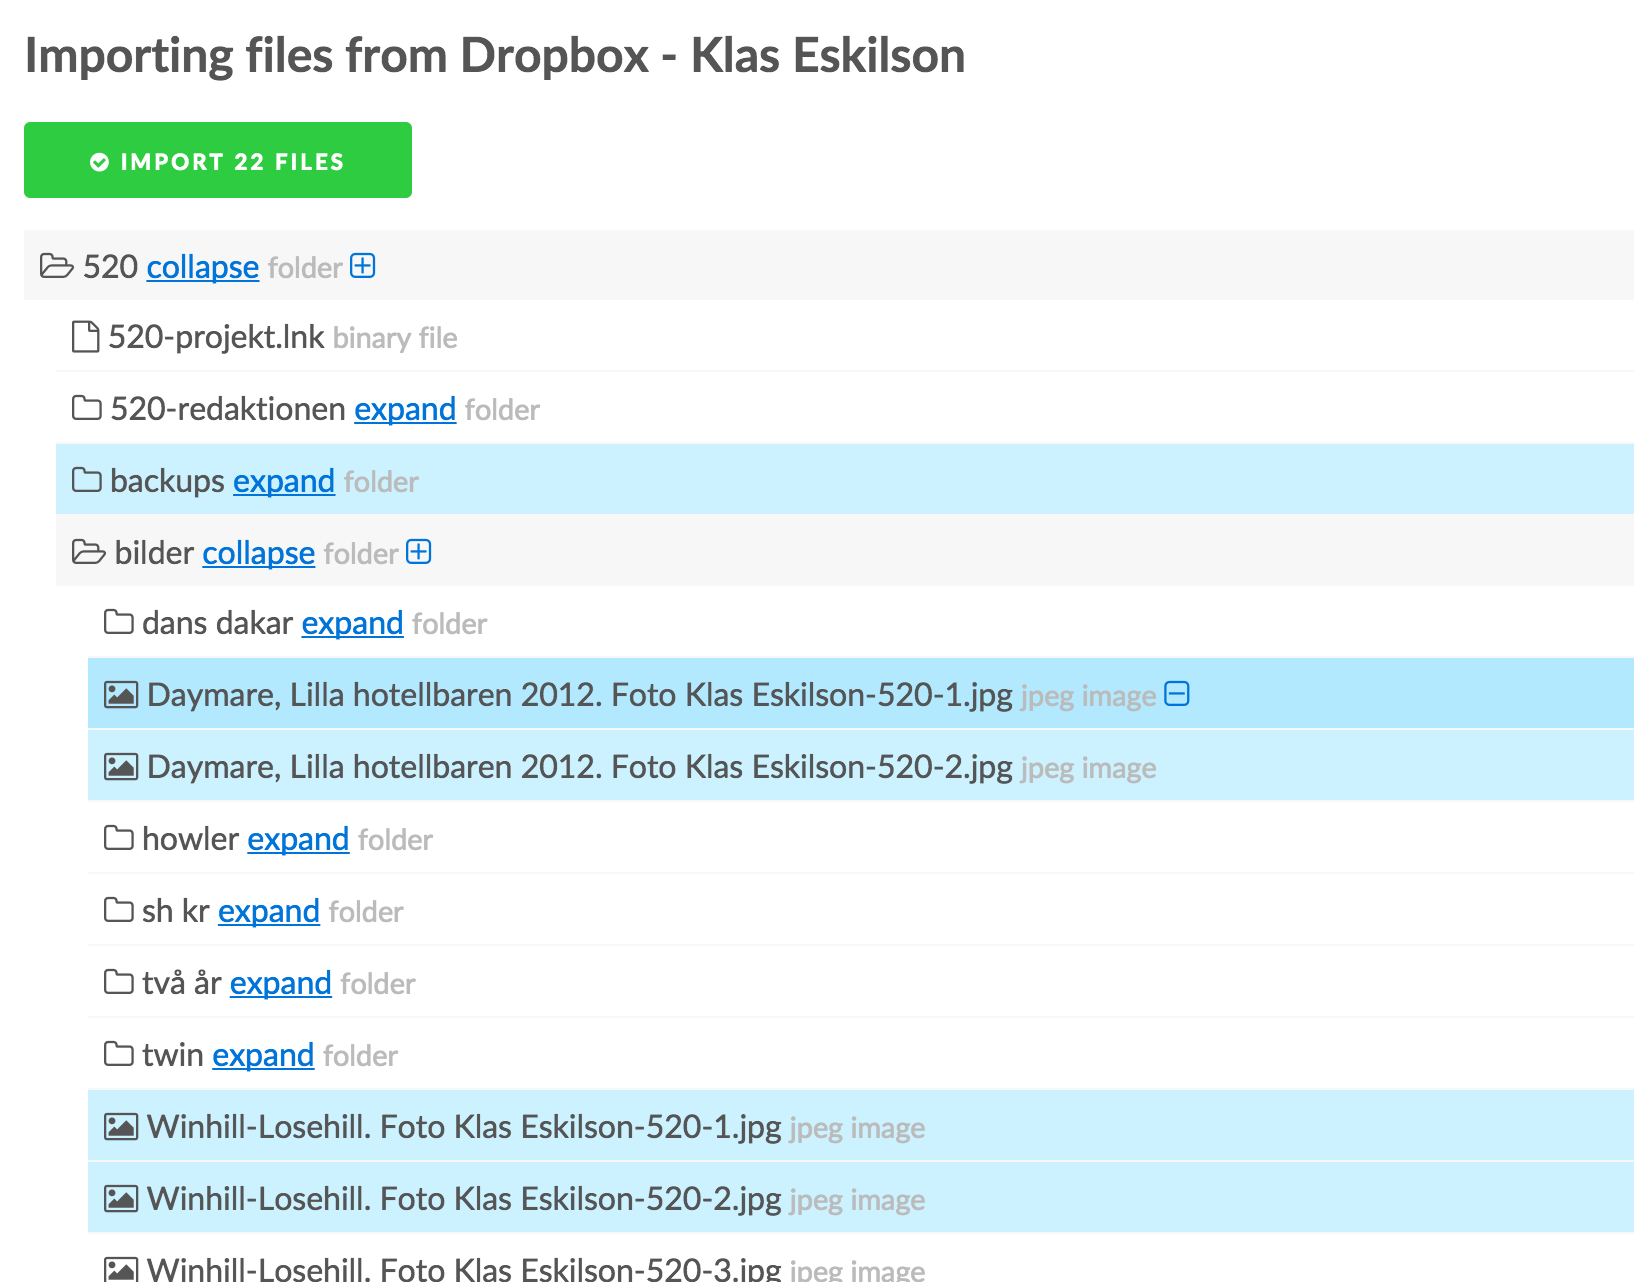 Importing files from Dropbox - Klas Eskilson
IMPORT 22 FILES
520 collapse folder
520-projekt.lnk binary file
520-redaktionen expand folder
backups expand folder
bilder collapse folder
dans dakar expand folder
Daymare, Lilla hotellbaren 2012. Foto Klas Eskilson-520-1.jpg jpeg image
Daymare, Lilla hotellbaren 2012. Foto Klas Eskilson-520-2.jpg jpeg image
howler expand folder
sh kr expand folder
två år expand folder
twin expand folder
Winhill-Losehill. Foto Klas Eskilson-520-1.jpg jpeg image
Winhill-Losehill. Foto Klas Eskilson-520-2.jpg jpeg image
Winhill-Losehill. Foto Klas Eskilson-520-3.jpg jpeg image